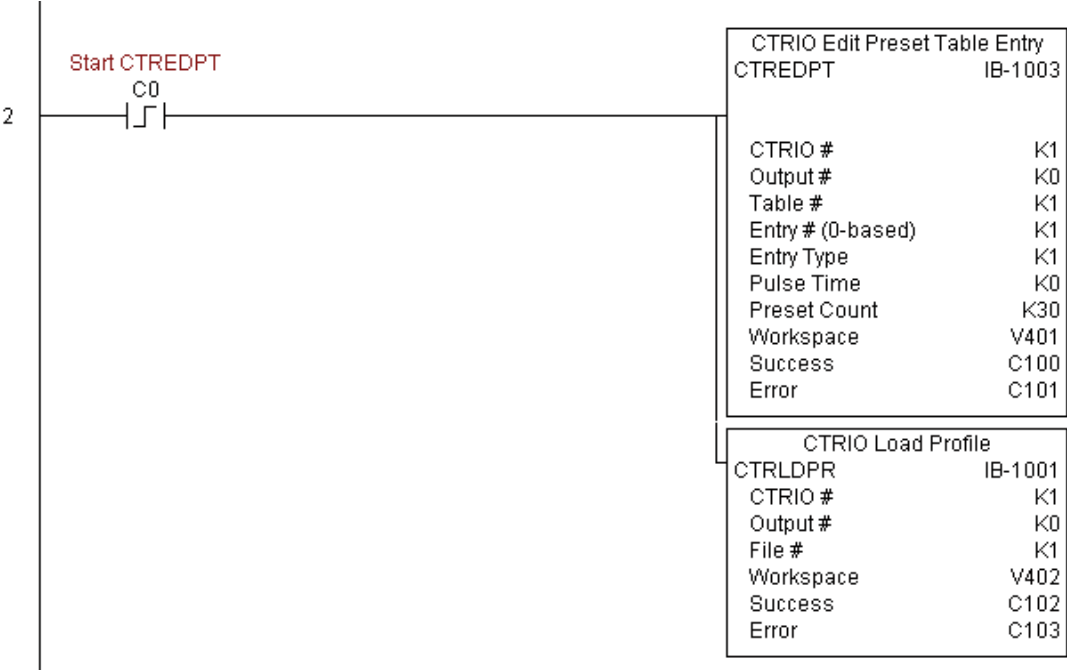 Start CTREDPT
C0
2
CTRIO Edit Preset Table Entry
CTREDPT IB-1003
CTRIO # K1
Output # K0
Table # K1
Entry # (0-based) K1
Entry Type K1
Pulse Time K0
Preset Count K30
Workspace V401
Success C100
Error C101
CTRIO Load Profile
CTRLDPR IB-1001
CTRIO # K1
Output # K0
File # K1
Workspace V402
Success C102
Error C103